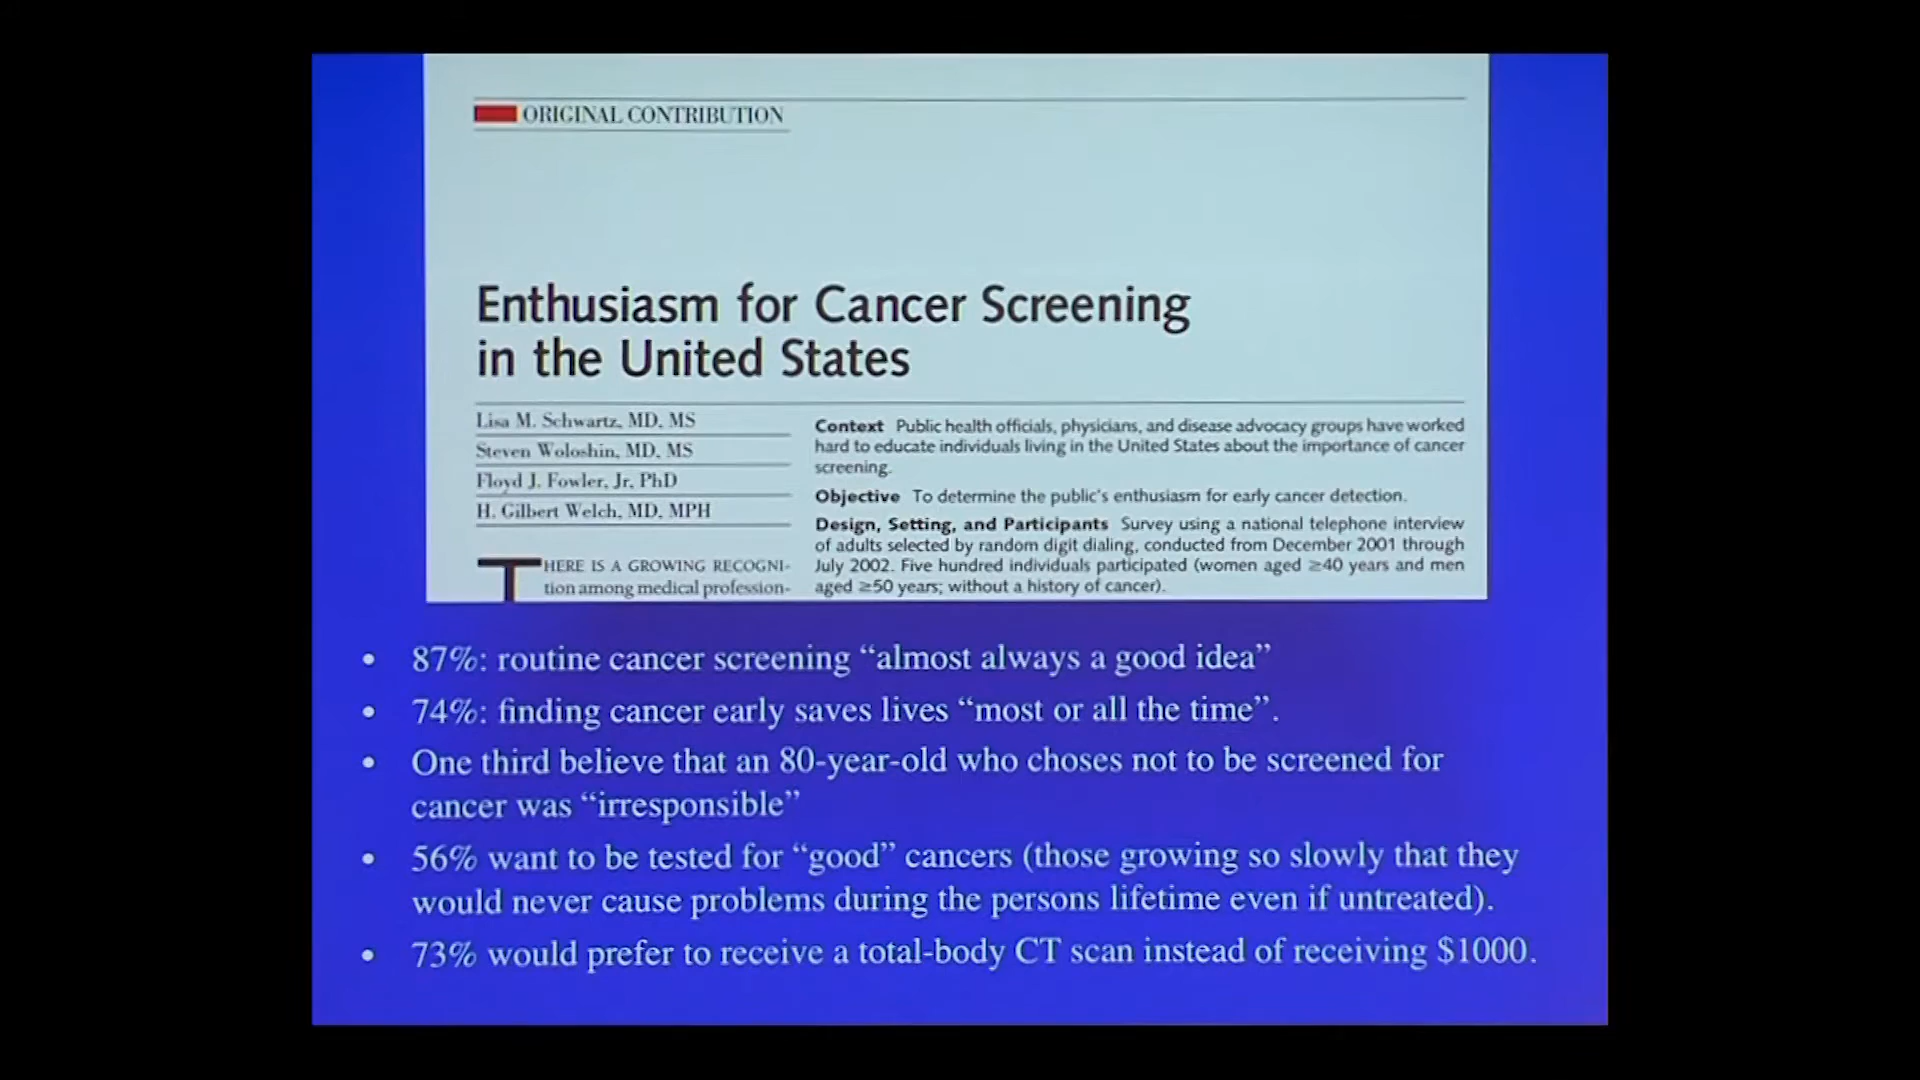 ORIGINAL CONTRIBUTION
Enthusiasm for Cancer Screening
in the United States
Lisa M. Schwartz, MD, MS
Steven Woloshin, MD, MS
Floyd J. Fowler, Jr, PhD
H. Gilbert Welch, MD, MPH
THERE IS A GROWING RECOGNI-
tion among medical profession-
Context Public health officials, physicians, and disease advocacy groups have worked
hard to educate individuals living in the United States about the importance of cancer
screening.
Objective To determine the public's enthusiasm for early cancer detection.
Design, Setting, and Participants Survey using a national telephone interview
of adults selected by random digit dialing, conducted from December 2001 through
July 2002. Five hundred individuals participated (women aged ≥40 years and men
aged ≥50 years; without a history of cancer).
• 87%: routine cancer screening “almost always a good idea”
• 74%: finding cancer early saves lives “most or all the time”.
• One third believe that an 80-year-old who choses not to be screened for
cancer was “irresponsible”
• 56% want to be tested for “good” cancers (those growing so slowly that they
would never cause problems during the persons lifetime even if untreated).
• 73% would prefer to receive a total-body CT scan instead of receiving $1000.